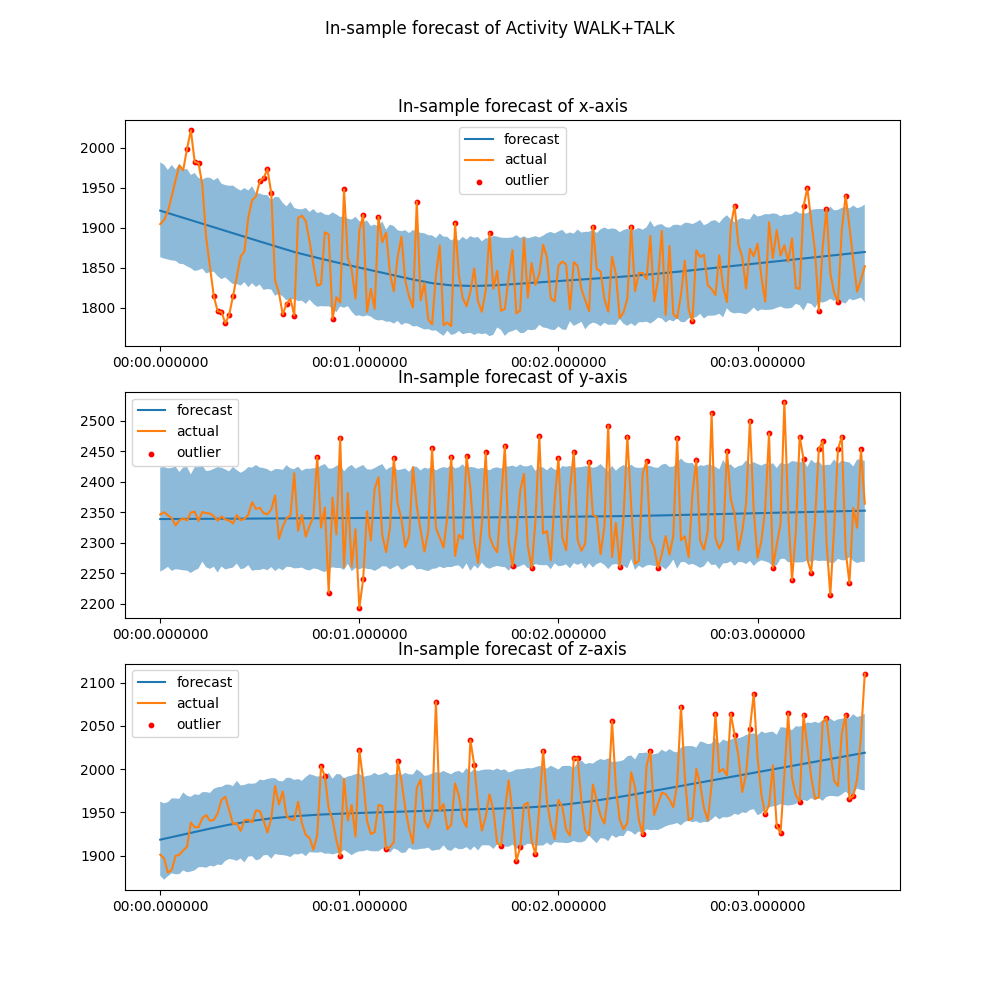 In-sample forecast of Activity WALK+TALK
In-sample forecast of x-axis
2000
1950
1900
1850
1800
forecast
actual
outlier
00:00.000000 00:01.000000 00:02.000000 00:03.000000
In-sample forecast of y-axis
2500
2450
2400
2350
2300
2250
2200
forecast
actual
outlier
00:00.000000 00:01.000000 00:02.000000 00:03.000000
In-sample forecast of z-axis
2100
2050
2000
1950
1900
forecast
actual
outlier
00:00.000000 00:01.000000 00:02.000000 00:03.000000